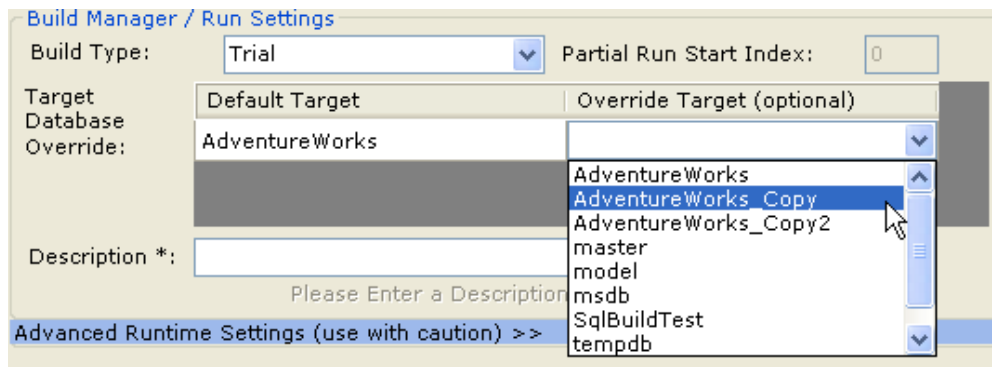 Build Manager / Run Settings
Build Type:
Trial
Partial Run Start Index:
0
Target
Database
Override:
Default Target
Override Target (optional)
AdventureWorks
AdventureWorks
AdventureWorks_Copy
AdventureWorks_Copy2
master
model
msdb
SqlBuildTest
tempdb
Description *:
Please Enter a Description
Advanced Runtime Settings (use with caution) >>